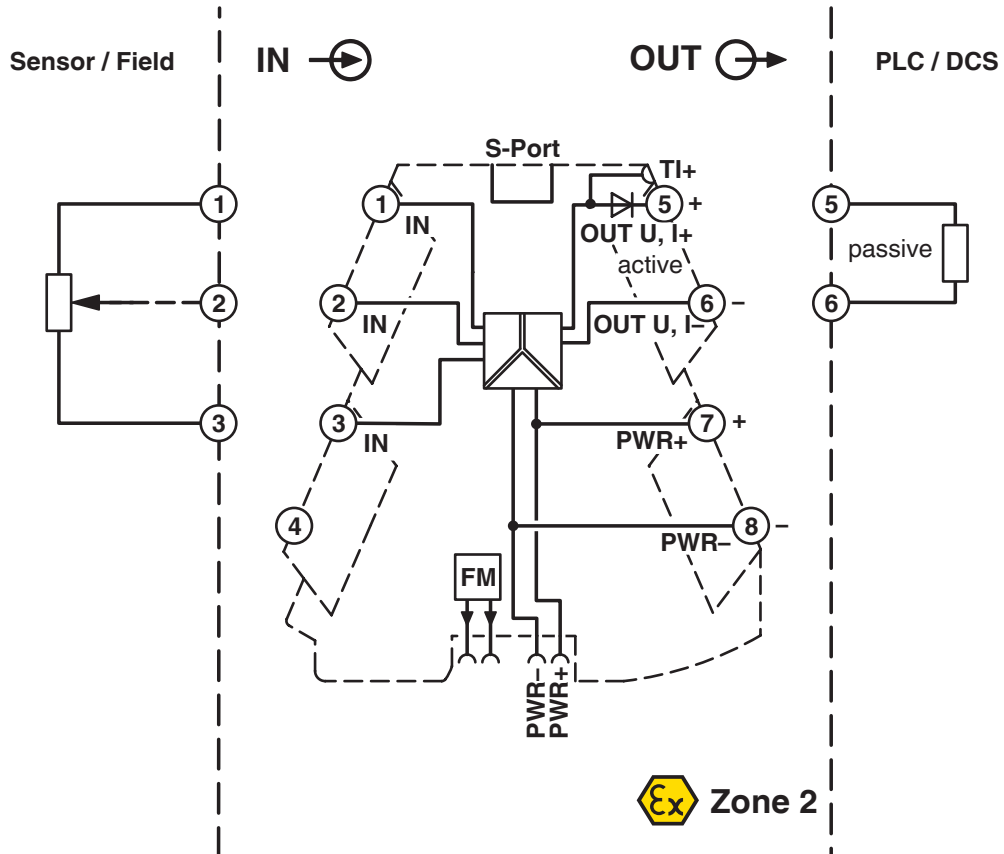 Sensor / Field
IN
OUT
PLC / DCS
S-Port
TI+
1
1
IN
5
+
5
OUT U, I+
active
passive
2
2
IN
6
–
6
OUT U, I–
3
3
IN
7
+
PWR+
4
8
–
PWR–
FM
PWR–
PWR+
Ex
Zone 2